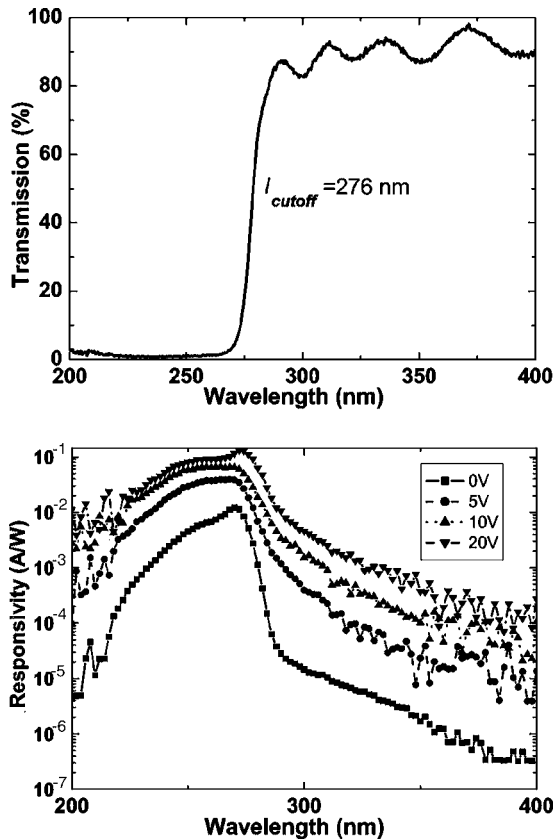 100
80
60
40
20
0
Transmission (%)
l cutoff =276 nm
200 250 300 350 400
Wavelength (nm)
10-1
10-2
10-3
10-4
10-5
10-6
10-7
Responsivity (A/W)
0V
5V
10V
20V
200 300 400
Wavelength (nm)